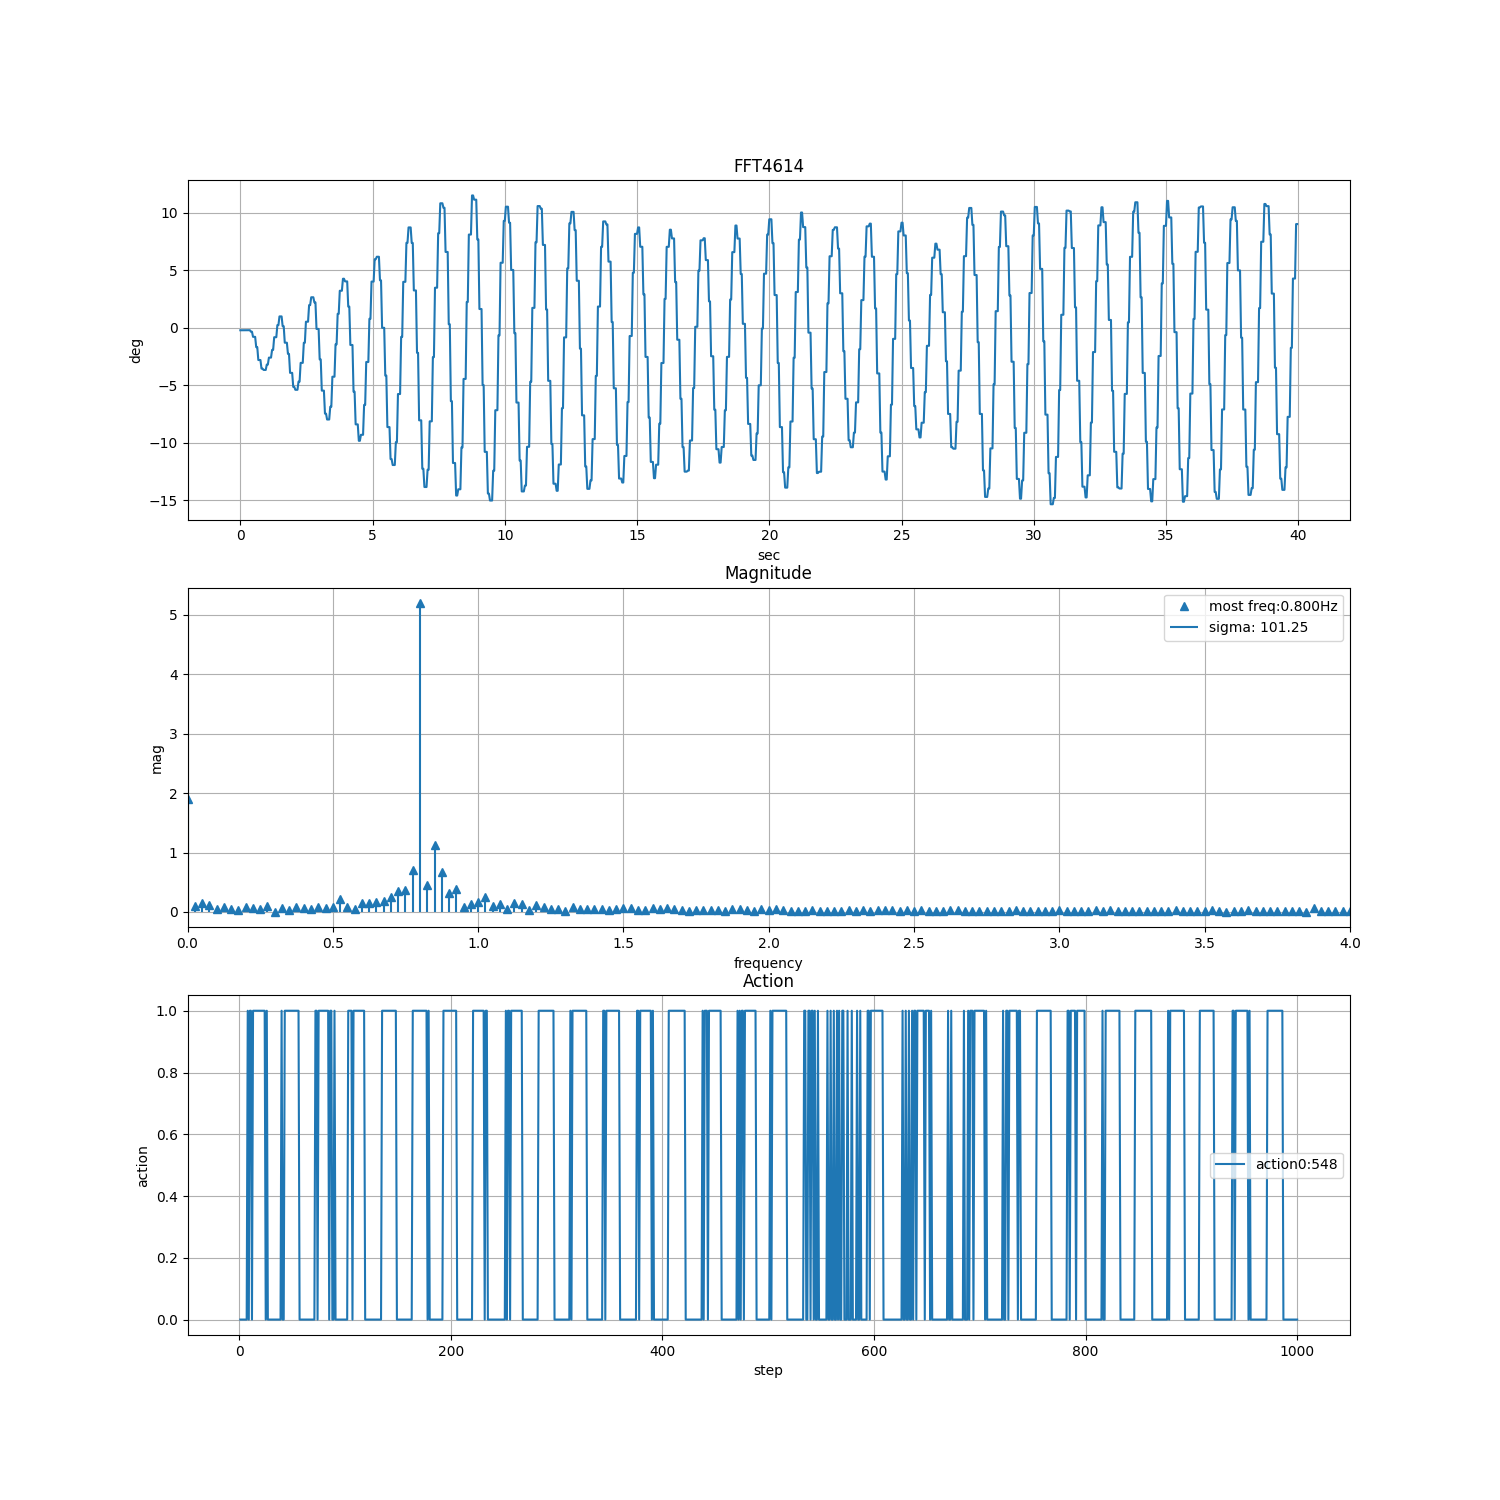 FFT4614
10
5
0
−5
−10
−15
deg
0 5 10 15 20 25 30 35 40
sec
Magnitude
most freq:0.800Hz
sigma: 101.25
5
4
3
2
1
0
mag
0.0 0.5 1.0 1.5 2.0 2.5 3.0 3.5 4.0
frequency
Action
1.0
0.8
0.6
0.4
0.2
0.0
action
action0:548
0 200 400 600 800 1000
step